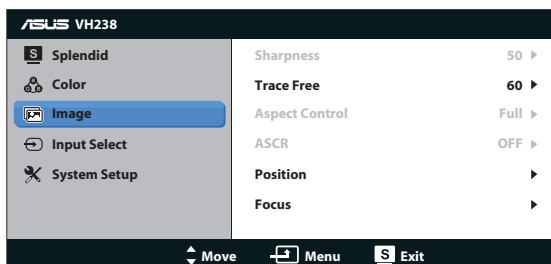 ASUS VH238
S Splendid
Color
Image
Input Select
System Setup
Sharpness 50
Trace Free 60
Aspect Control Full
ASCR OFF
Position
Focus
Move Menu S Exit